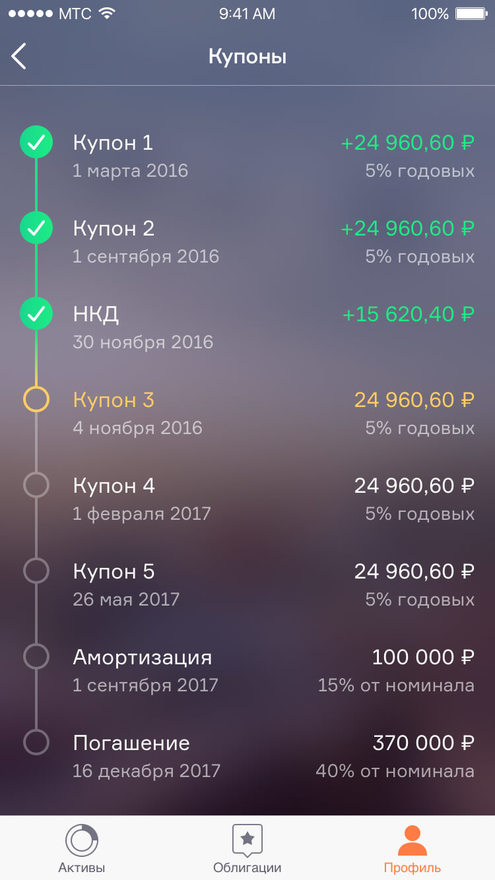 МТС 9:41 AM 100%
Купоны
Купон 1 +24 960,60 ₽
1 марта 2016 5% годовых
Купон 2 +24 960,60 ₽
1 сентября 2016 5% годовых
НКД +15 620,40 ₽
30 ноября 2016
Купон 3 24 960,60 ₽
4 ноября 2016 5% годовых
Купон 4 24 960,60 ₽
1 февраля 2017 5% годовых
Купон 5 24 960,60 ₽
26 мая 2017 5% годовых
Амортизация 100 000 ₽
1 сентября 2017 15% от номинала
Погашение 370 000 ₽
16 декабря 2017 40% от номинала
Активы Облигации Профиль